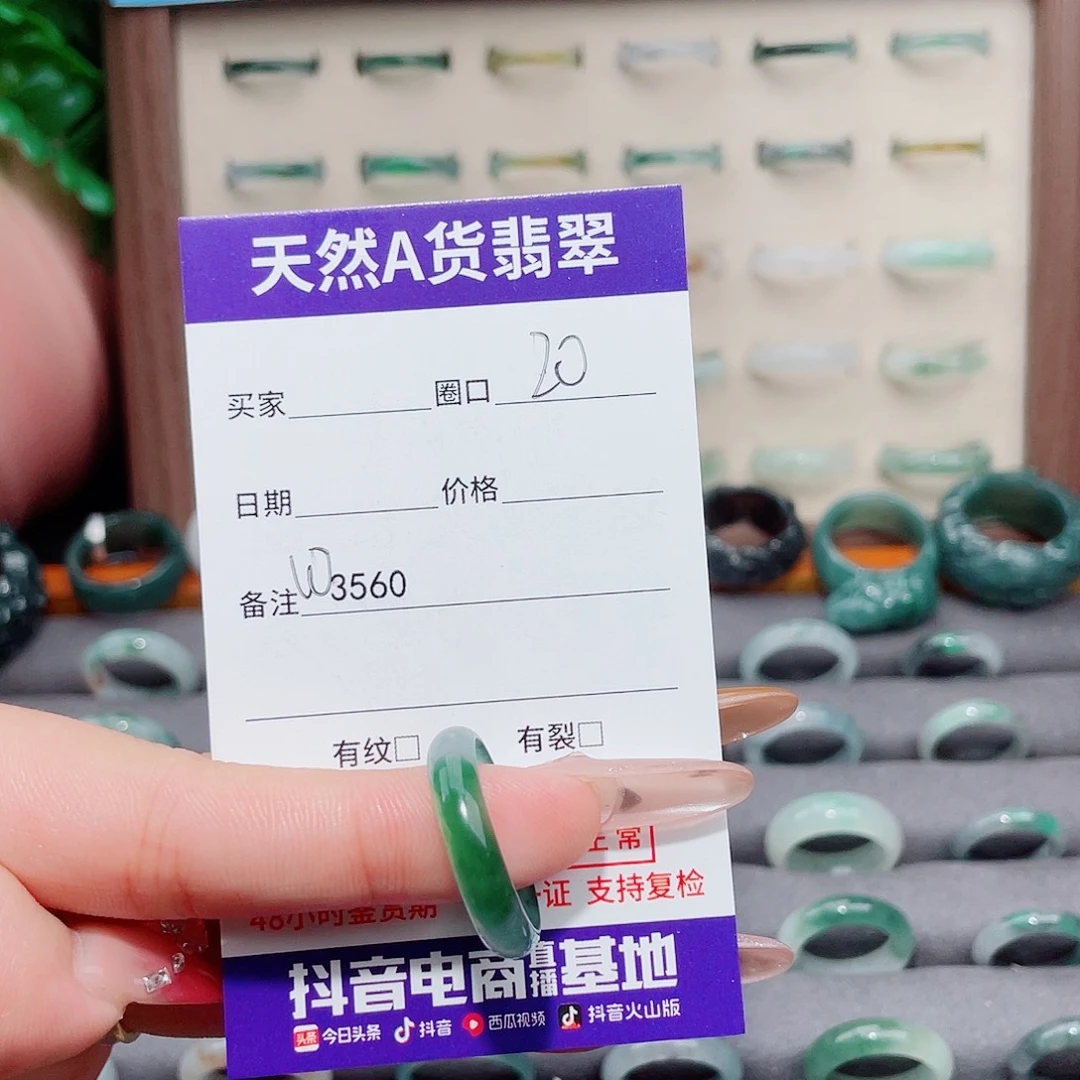 天然A货翡翠
买家 圈口 20
日期 价格
备注 W3560
有纹□ 有裂□
正常
证 支持复检
48小时鉴赏期
抖音电商直播基地
头条 今日头条 抖音 西瓜视频 抖音火山版